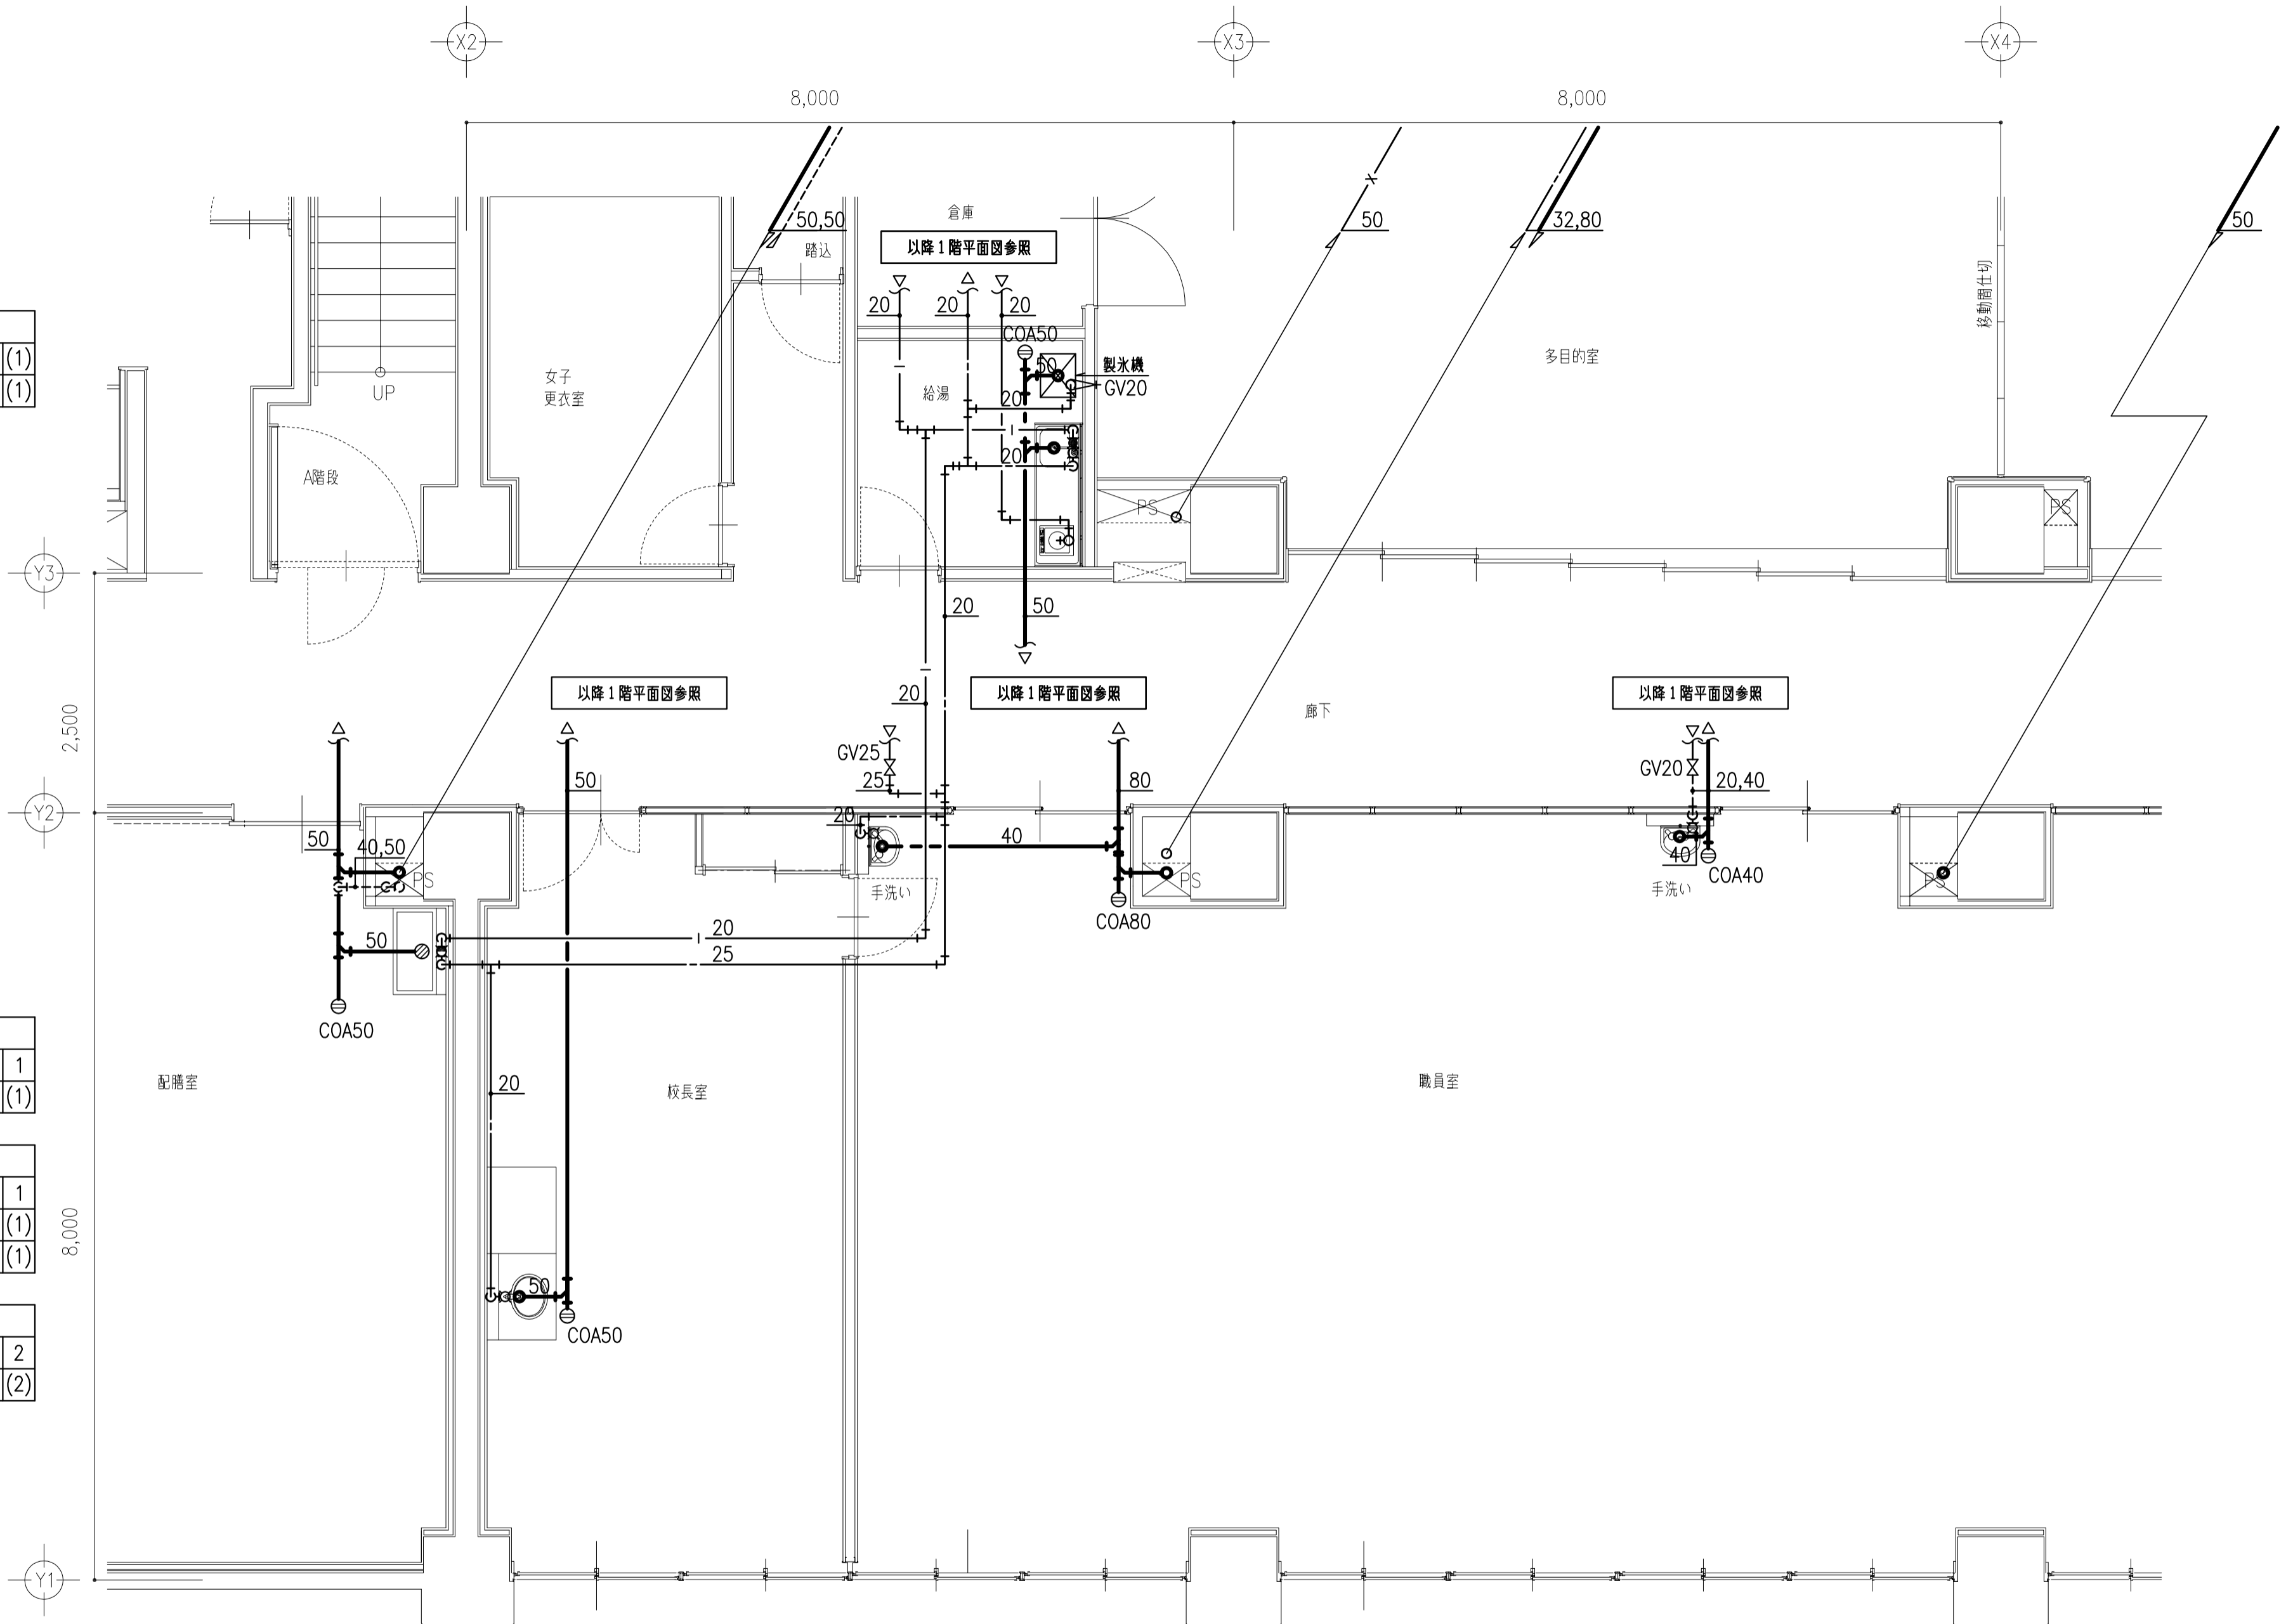 X2
X3
X4
8,000
8,000
50,50
50
32,80
50
倉庫
踏込
以降1階平面図参照
移動間仕切
20
20
20
COA50
50
製氷機
GV20
多目的室
(1)
(1)
UP
女子
更衣室
給湯
20
20
A階段
PS
PS
Y3
20
50
以降1階平面図参照
以降1階平面図参照
以降1階平面図参照
20
廊下
2,500
GV25
25
50
80
GV20
20,40
Y2
50
40,50
20
40
40
PS
手洗い
PS
COA80
手洗い
COA40
PS
20
25
50
COA50
1
(1)
配膳室
20
校長室
職員室
1
(1)
(1)
8,000
50
COA50
2
(2)
Y1